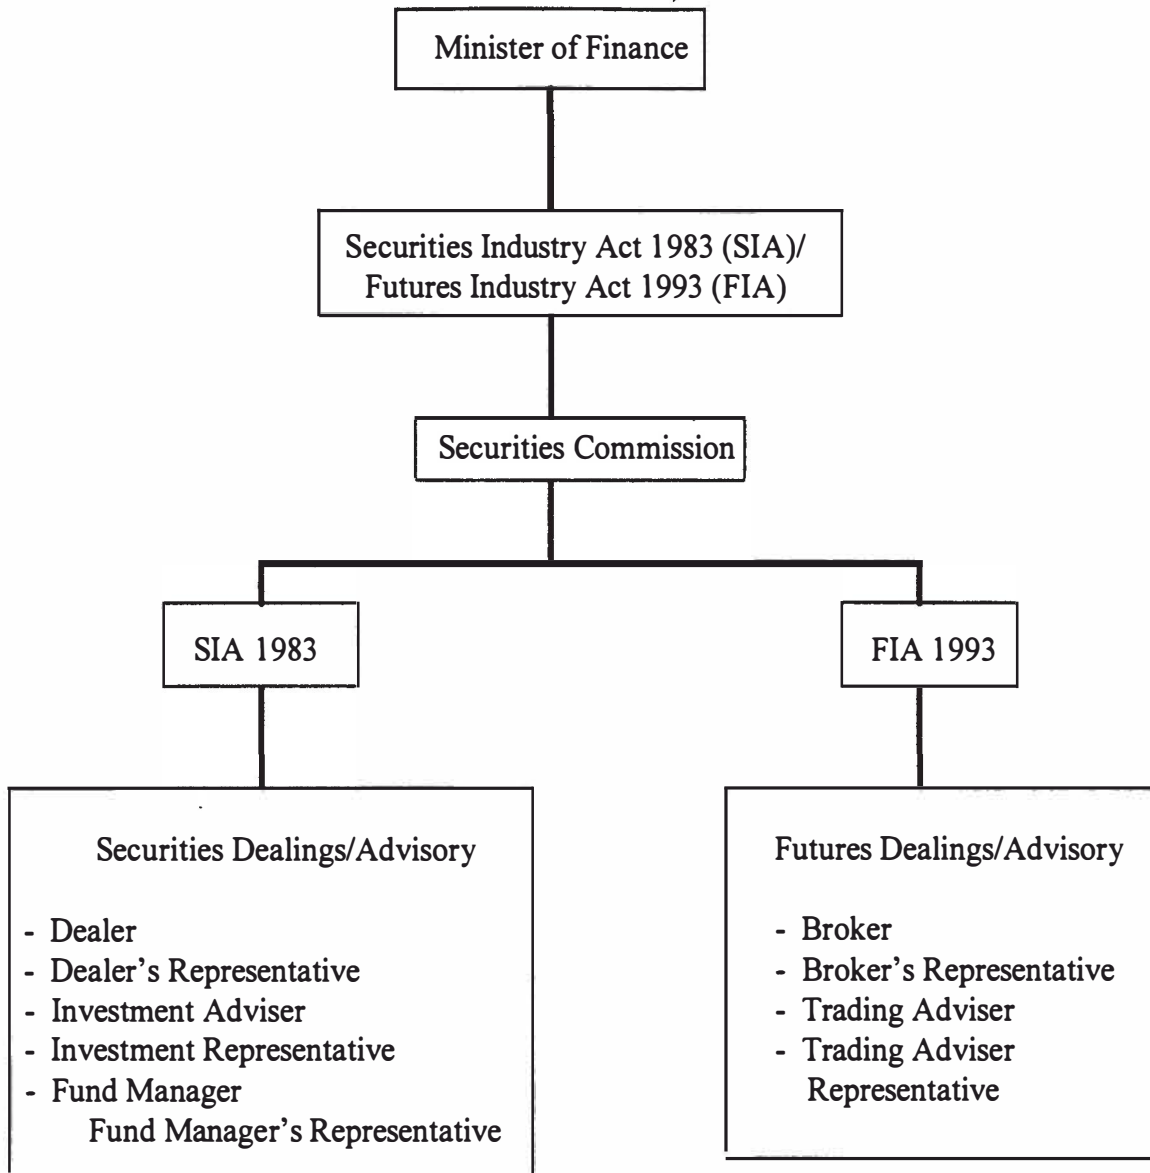 Minister of Finance
Securities Industry Act 1983 (SIA)/
Futures Industry Act 1993 (FIA)
Securities Commission
SIA 1983
FIA 1993
Securities Dealings/Advisory
- Dealer
- Dealer's Representative
- Investment Adviser
- Investment Representative
- Fund Manager
Fund Manager's Representative
Futures Dealings/Advisory
- Broker
- Broker's Representative
- Trading Adviser
- Trading Adviser
Representative